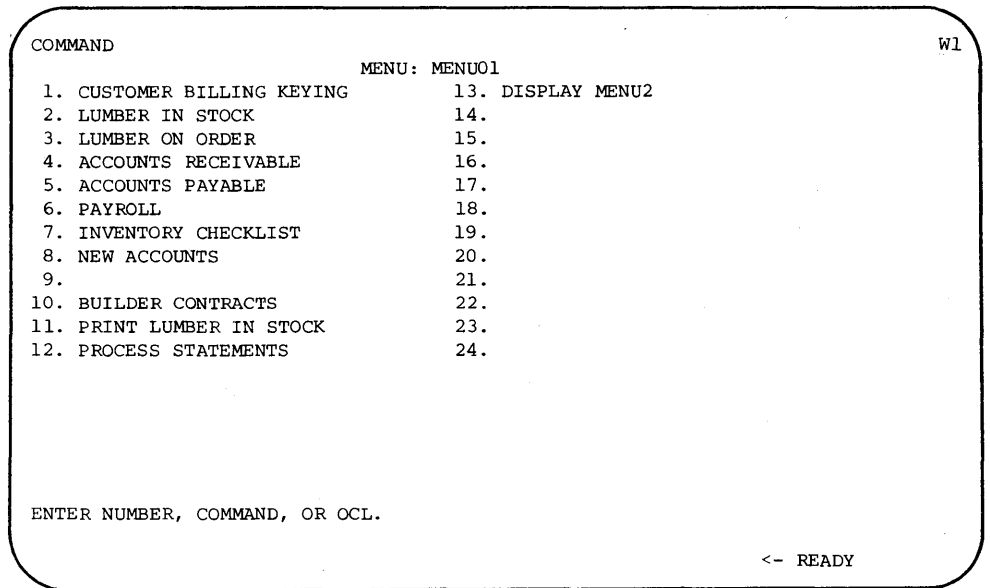 COMMAND W1
MENU: MENU01
1. CUSTOMER BILLING KEYING 13. DISPLAY MENU2
2. LUMBER IN STOCK 14.
3. LUMBER ON ORDER 15.
4. ACCOUNTS RECEIVABLE 16.
5. ACCOUNTS PAYABLE 17.
6. PAYROLL 18.
7. INVENTORY CHECKLIST 19.
8. NEW ACCOUNTS 20.
9. 21.
10. BUILDER CONTRACTS 22.
11. PRINT LUMBER IN STOCK 23.
12. PROCESS STATEMENTS 24.
ENTER NUMBER, COMMAND, OR OCL.
<- READY